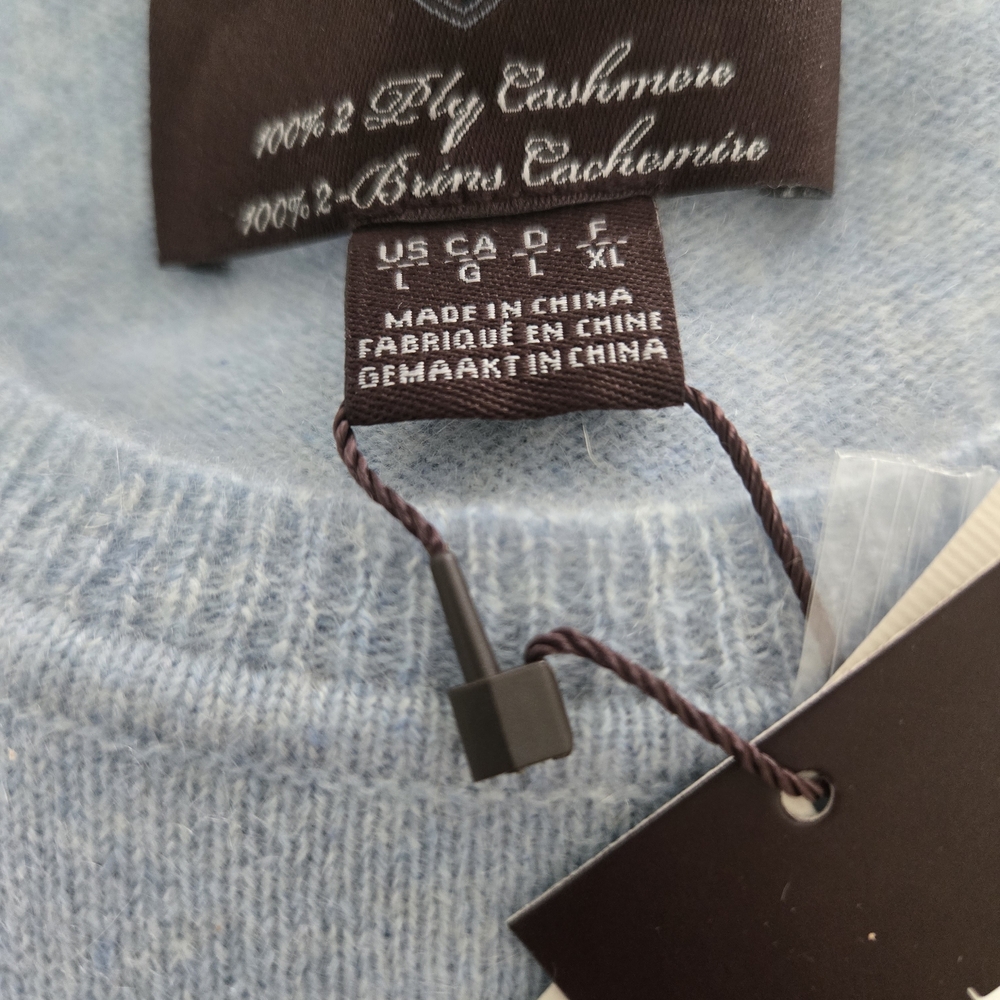 100% 2 Ply Cashmere
100% 2-Brins Cachemire
US CA D F
L G L XL
MADE IN CHINA
FABRIQUÉ EN CHINE
GEMAAKT IN CHINA